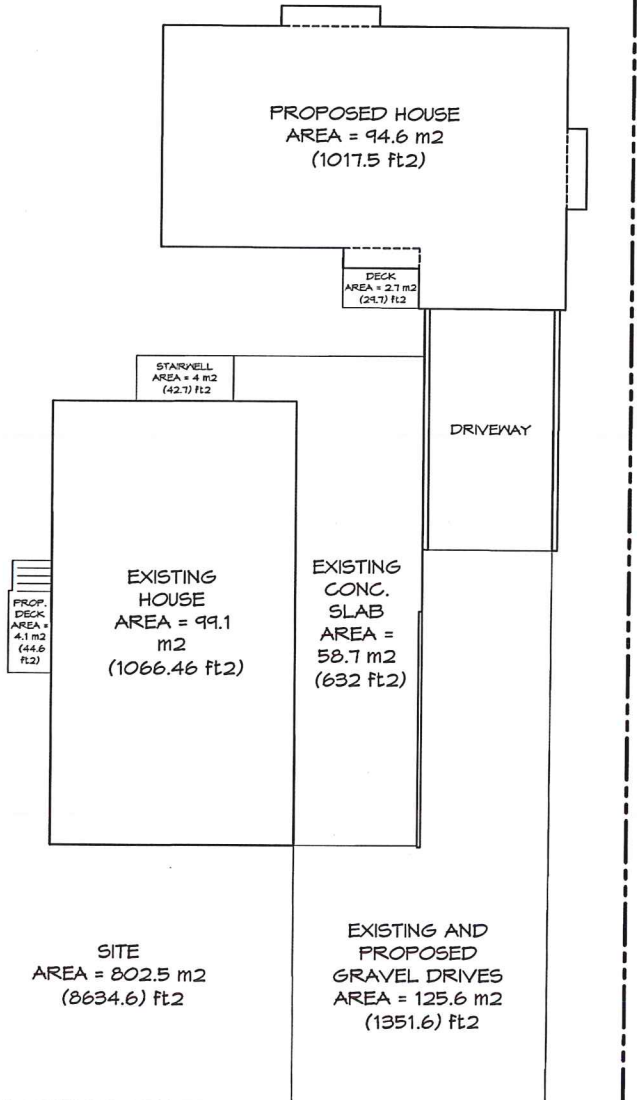 PROPOSED HOUSE
AREA = 94.6 m2
(1017.5 ft2)
DECK
AREA = 2.7 m2
(29.7) ft2
STAIRWELL
AREA = 4 m2
(42.7) ft2
DRIVEWAY
EXISTING
HOUSE
AREA = 99.1
m2
(1066.46 ft2)
EXISTING
CONC.
SLAB
AREA =
58.7 m2
(632 ft2)
PROP.
DECK
AREA =
4.1 m2
(44.6
ft2)
SITE
AREA = 802.5 m2
(8634.6) ft2
EXISTING AND
PROPOSED
GRAVEL DRIVES
AREA = 125.6 m2
(1351.6) ft2